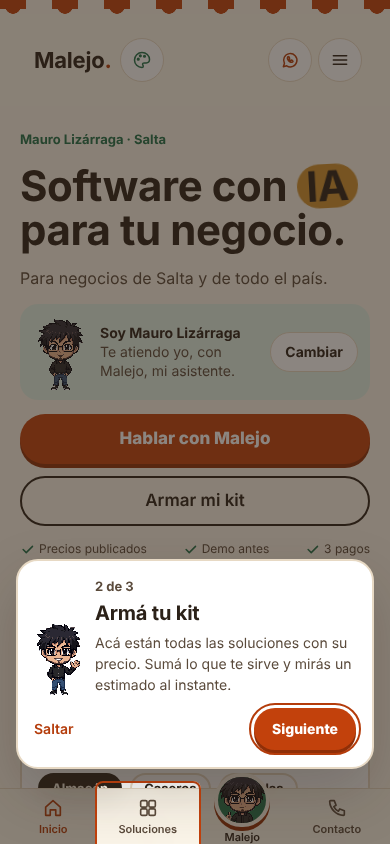 Malejo.
Mauro Lizárraga · Salta
Software con IA
para tu negocio.
Para negocios de Salta y de todo el país.
Soy Mauro Lizárraga
Te atiendo yo, con
Malejo, mi asistente.
Cambiar
Hablar con Malejo
Armar mi kit
Precios publicados
Demo antes
3 pagos
2 de 3
Armá tu kit
Acá están todas las soluciones con su
precio. Sumá lo que te sirve y mirás un
estimado al instante.
Saltar
Siguiente
Inicio
Soluciones
Malejo
Contacto